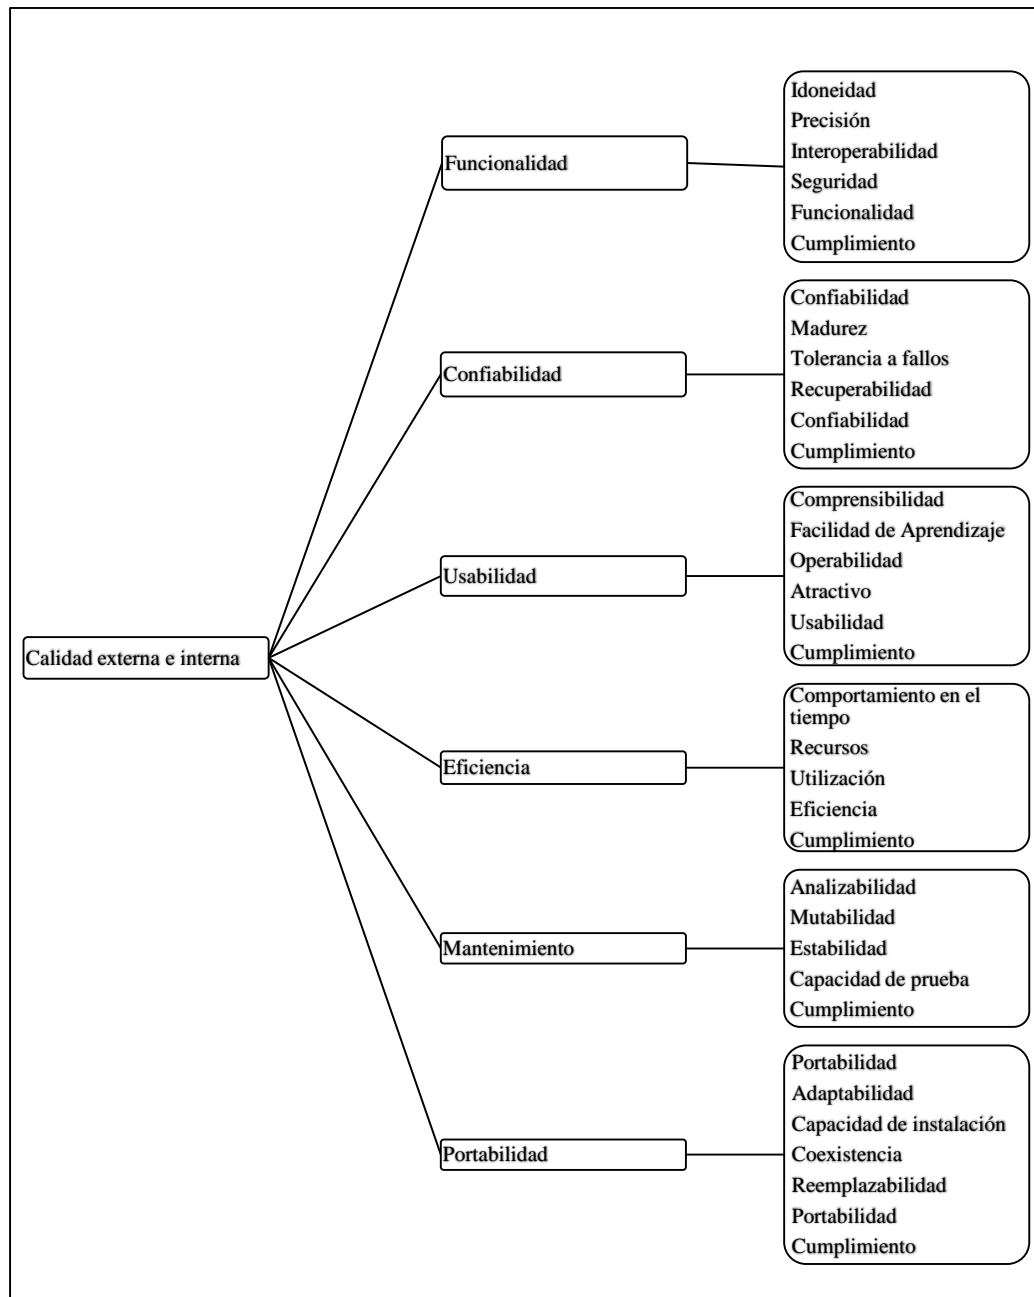 Calidad externa e interna
Funcionalidad
Idoneidad
Precisión
Interoperabilidad
Seguridad
Funcionalidad
Cumplimiento
Confiabilidad
Confiabilidad
Madurez
Tolerancia a fallos
Recuperabilidad
Confiabilidad
Cumplimiento
Usabilidad
Comprensibilidad
Facilidad de Aprendizaje
Operabilidad
Atractivo
Usabilidad
Cumplimiento
Eficiencia
Comportamiento en el
tiempo
Recursos
Utilización
Eficiencia
Cumplimiento
Mantenimiento
Analizabilidad
Mutabilidad
Estabilidad
Capacidad de prueba
Cumplimiento
Portabilidad
Portabilidad
Adaptabilidad
Capacidad de instalación
Coexistencia
Reemplazabilidad
Portabilidad
Cumplimiento